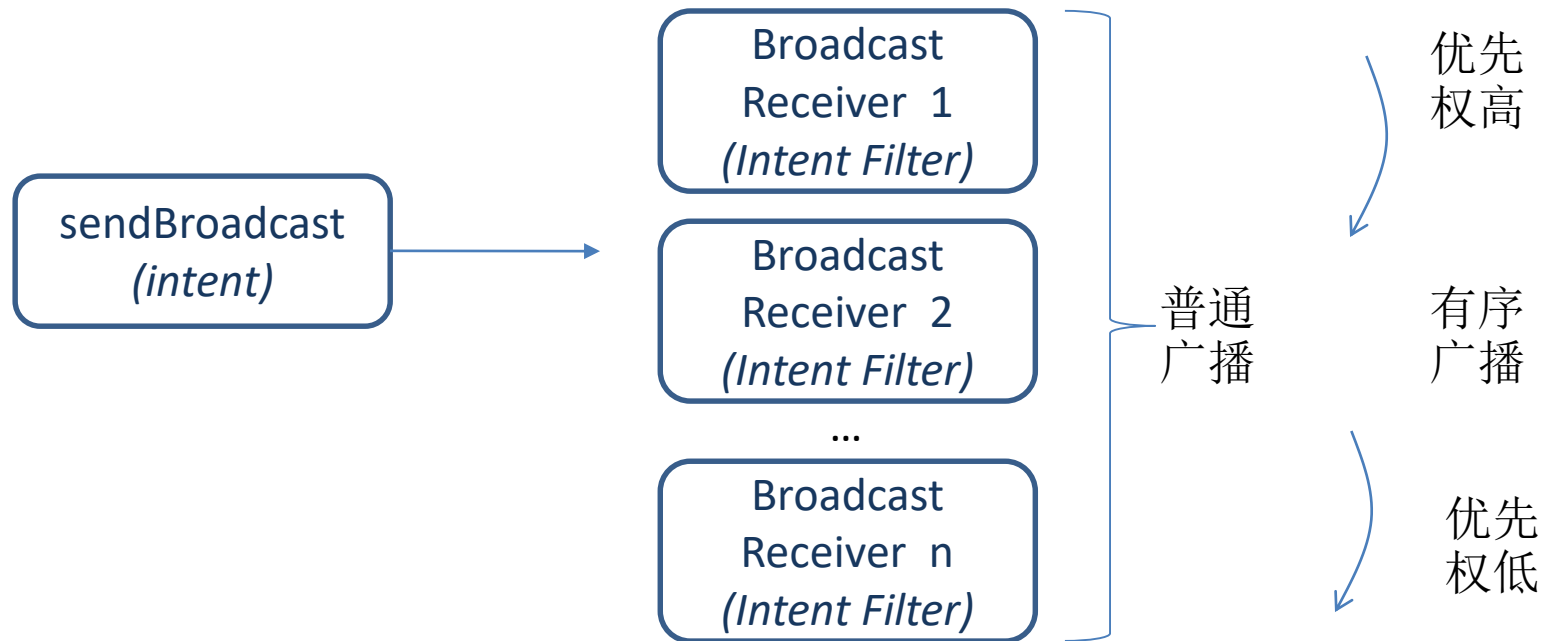 sendBroadcast
(intent)
Broadcast
Receiver 1
(Intent Filter)
Broadcast
Receiver 2
(Intent Filter)
...
Broadcast
Receiver n
(Intent Filter)
普通
广播
优先
权高
有序
广播
优先
权低